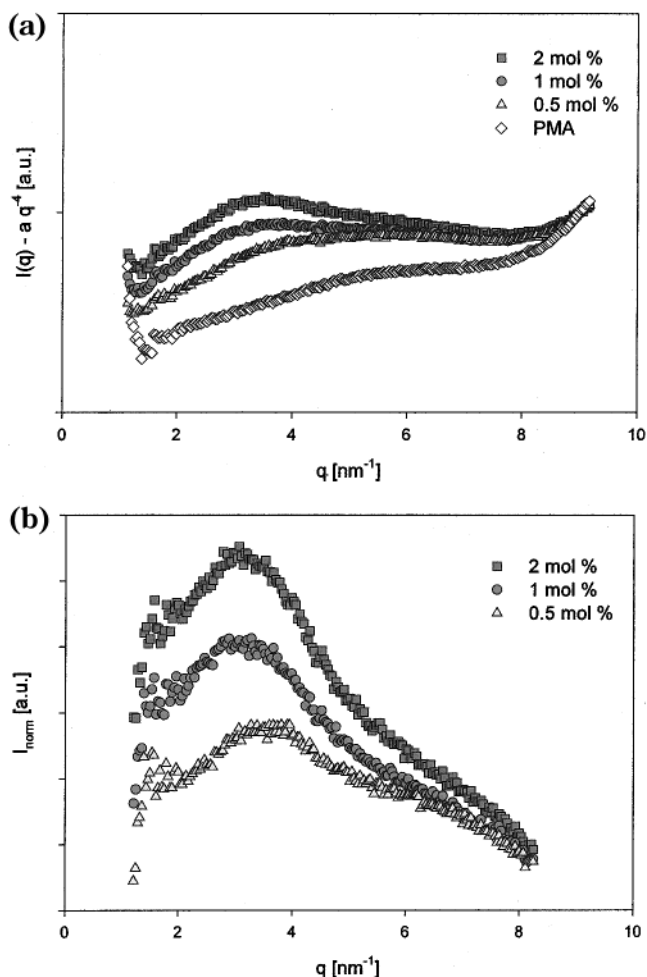 (a)
2 mol %
1 mol %
0.5 mol %
PMA
I(q) - a q⁻⁴ [a.u.]
0 2 4 6 8 10
q [nm⁻¹]
(b)
2 mol %
1 mol %
0.5 mol %
Iₙₒᵣₘ [a.u.]
0 2 4 6 8 10
q [nm⁻¹]